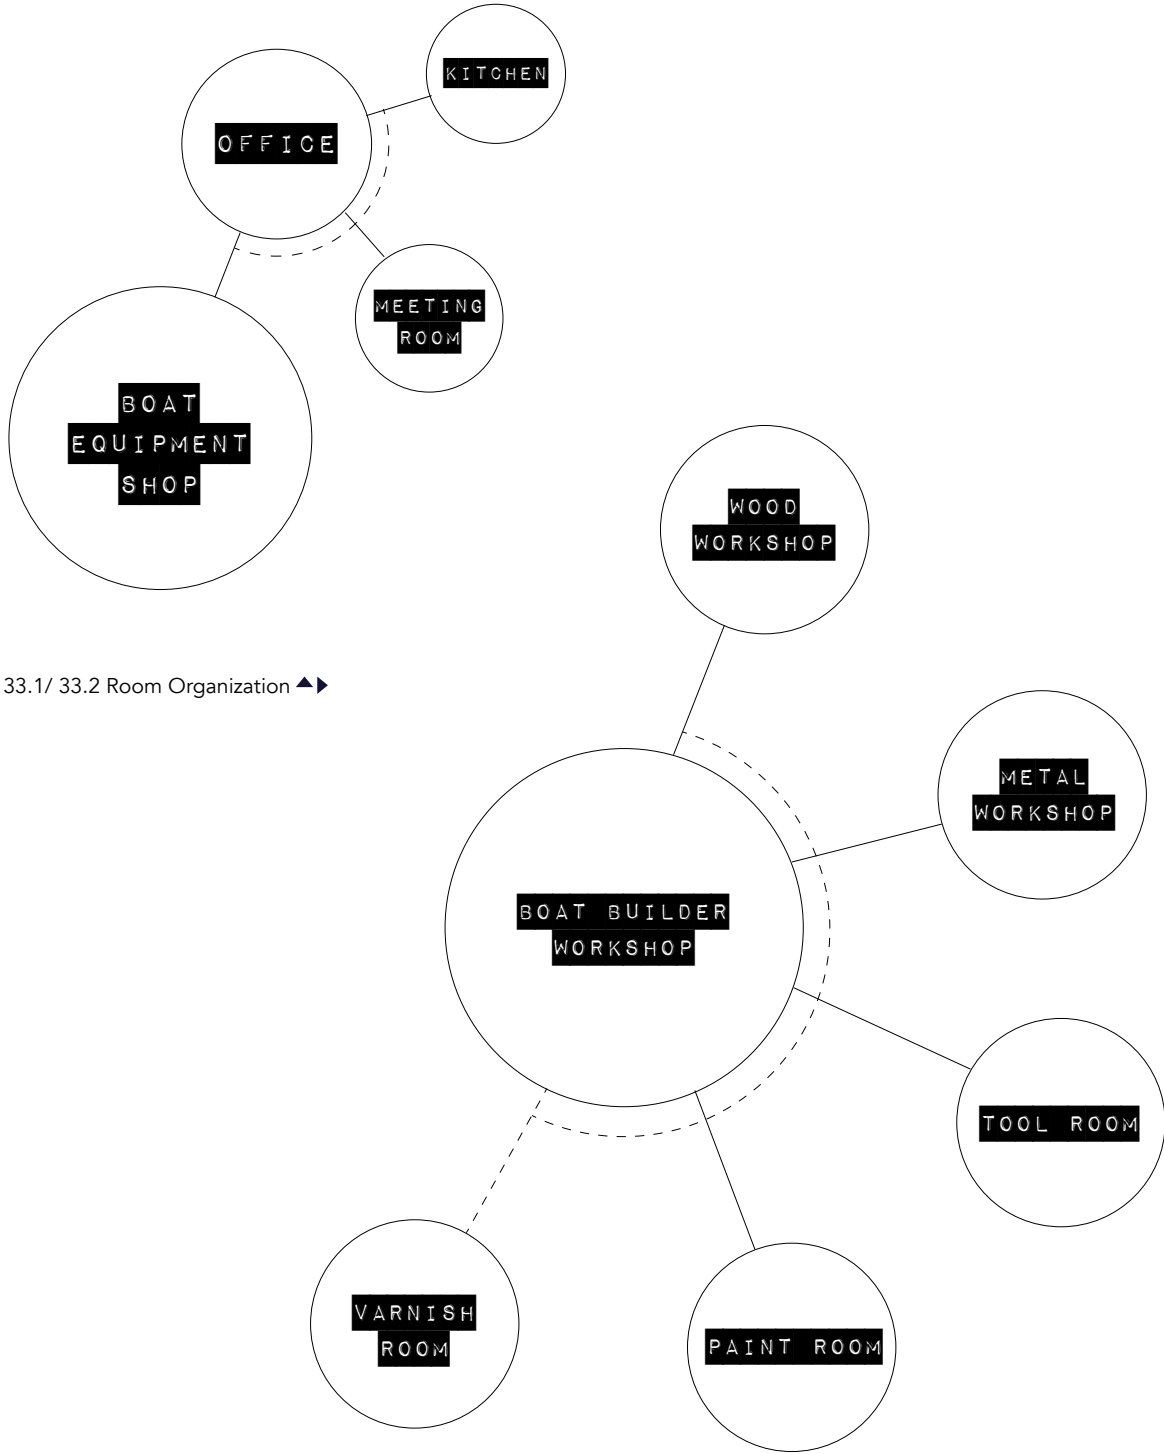 KITCHEN
OFFICE
MEETING
ROOM
BOAT
EQUIPMENT
SHOP
WOOD
WORKSHOP
33.1/ 33.2 Room Organization
METAL
WORKSHOP
BOAT BUILDER
WORKSHOP
TOOL ROOM
VARNISH
ROOM
PAINT ROOM